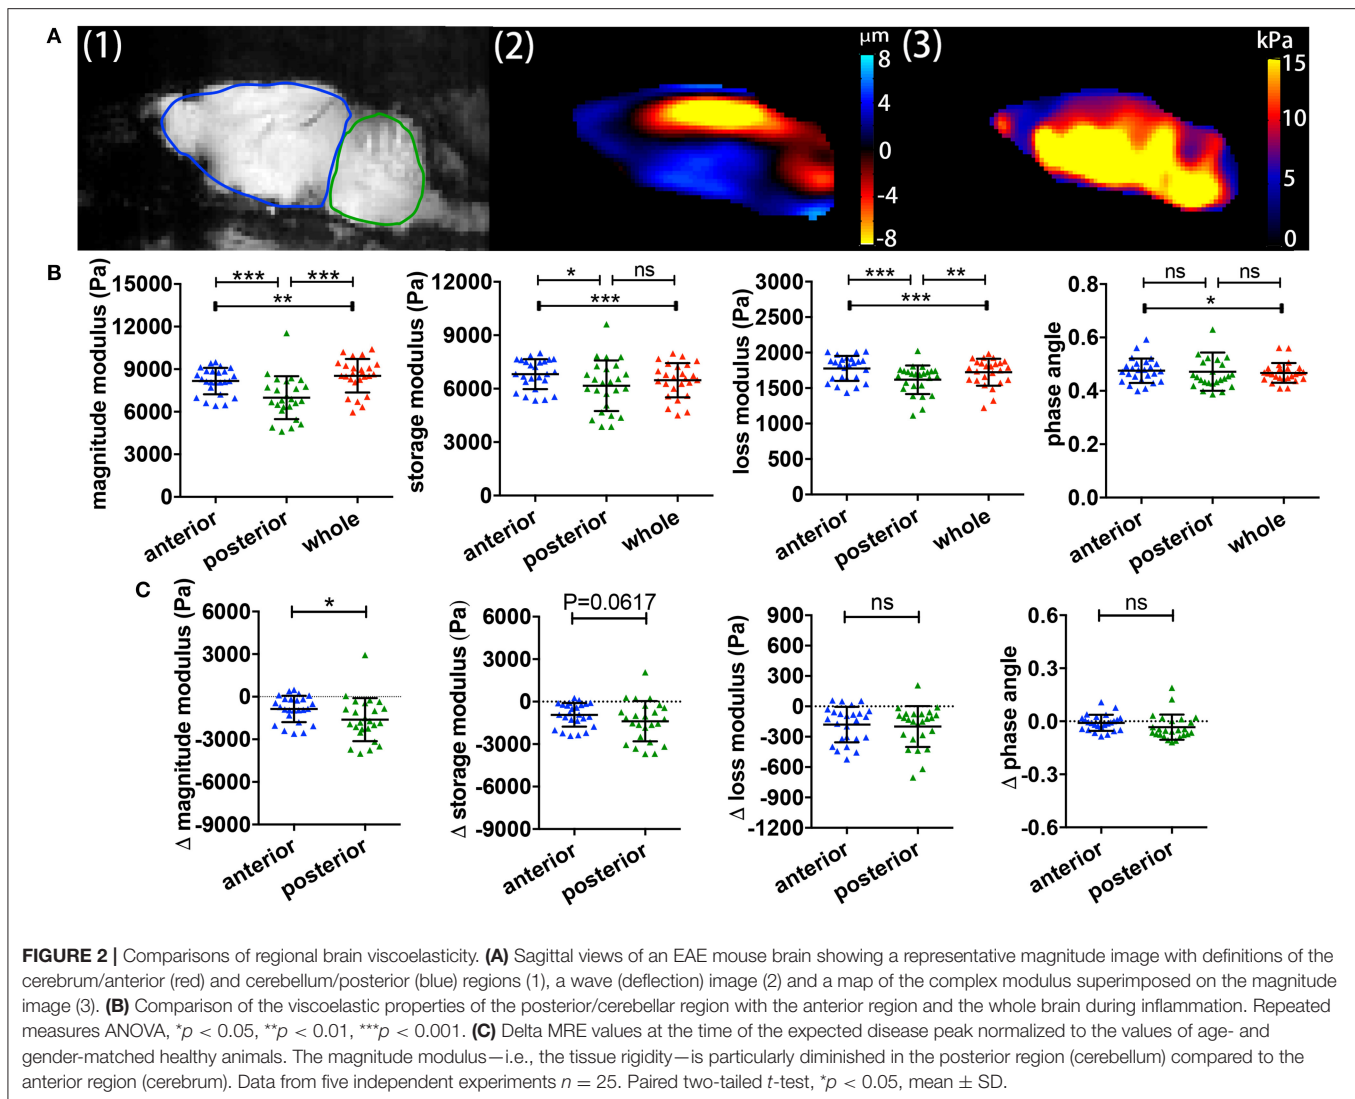 A
(1)
(2)
(3)
µm
8
4
0
-4
-8
kPa
15
10
5
0
B
magnitude modulus (Pa)
15000
12000
9000
6000
3000
0
***
***
**
anterior
posterior
whole
storage modulus (Pa)
12000
9000
6000
3000
0
*
ns
***
anterior
posterior
whole
loss modulus (Pa)
3000
2500
2000
1500
1000
500
0
***
**
***
anterior
posterior
whole
phase angle
0.8
0.6
0.4
0.2
0.0
ns
ns
*
anterior
posterior
whole
C
Δ magnitude modulus (Pa)
6000
3000
0
-3000
-6000
-9000
*
anterior
posterior
Δ storage modulus (Pa)
6000
3000
0
-3000
-6000
-9000
P=0.0617
anterior
posterior
Δ loss modulus (Pa)
900
600
300
0
-300
-600
-900
-1200
ns
anterior
posterior
Δ phase angle
0.6
0.3
0.0
-0.3
-0.6
ns
anterior
posterior
FIGURE 2 | Comparisons of regional brain viscoelasticity. (A) Sagittal views of an EAE mouse brain showing a representative magnitude image with definitions of the
cerebrum/anterior (red) and cerebellum/posterior (blue) regions (1), a wave (deflection) image (2) and a map of the complex modulus superimposed on the magnitude
image (3). (B) Comparison of the viscoelastic properties of the posterior/cerebellar region with the anterior region and the whole brain during inflammation. Repeated
measures ANOVA, *p < 0.05, **p < 0.01, ***p < 0.001. (C) Delta MRE values at the time of the expected disease peak normalized to the values of age- and
gender-matched healthy animals. The magnitude modulus—i.e., the tissue rigidity—is particularly diminished in the posterior region (cerebellum) compared to the
anterior region (cerebrum). Data from five independent experiments n = 25. Paired two-tailed t-test, *p < 0.05, mean ± SD.